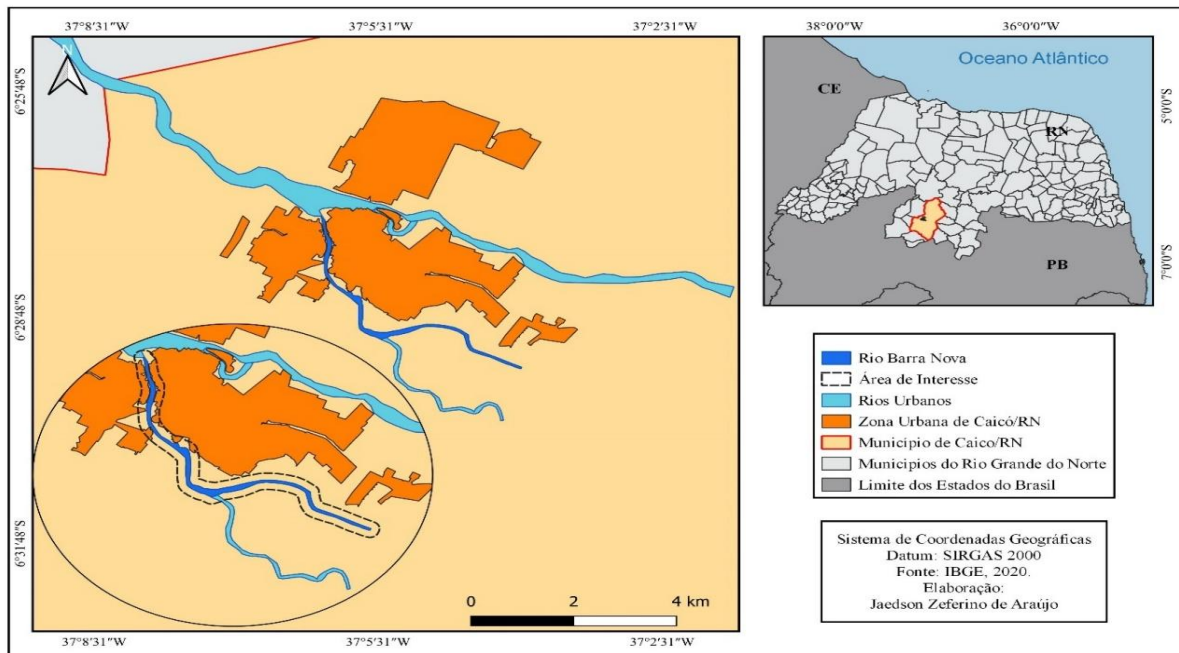 37°8'31"W
37°5'31"W
37°2'31"W
38°0'0"W
36°0'0"W
N
6°25'48"S
6°28'48"S
6°31'48"S
Oceano Atlântico
CE
RN
PB
5°0'0"S
7°0'0"S
Rio Barra Nova
Área de Interesse
Rios Urbanos
Zona Urbana de Caicó/RN
Município de Caico/RN
Municípios do Rio Grande do Norte
Limite dos Estados do Brasil
Sistema de Coordenadas Geográficas
Datum: SIRGAS 2000
Fonte: IBGE, 2020.
Elaboração:
Jaedson Zeferino de Araújo
0 2 4 km
37°8'31"W
37°5'31"W
37°2'31"W